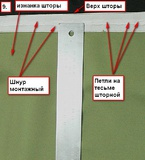 9.
изнанка шторы
Верх шторы
Шнур
монтажный
Петли на
тесьме
шторной